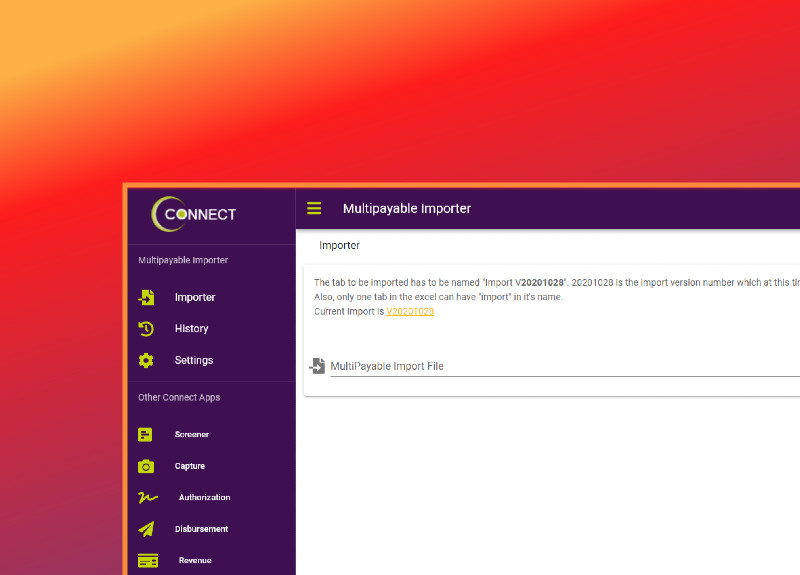 CONNECT
Multipayable Importer
Multipayable Importer
Importer
History
Settings
Other Connect Apps
Screener
Capture
Authorization
Disbursement
Revenue
Importer
The tab to be imported has to be named "Import V20201028". 20201028 is the import version number which at this
Also, only one tab in the excel can have "import" in it's name.
Current Import is V20201028
MultiPayable Import File